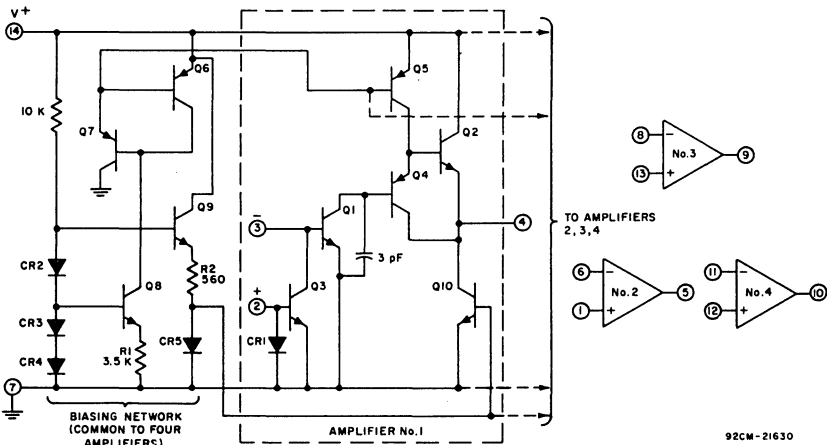 V+
14
10 K
Q6
Q7
Q9
CR2
Q8
R2
560
CR3
CR4
R1
3.5 K
CR5
7
BIASING NETWORK
(COMMON TO FOUR
AMPLIFIERS)
Q5
Q2
Q4
Q1
−
3
3 pF
4
+
2
Q3
Q10
CR1
AMPLIFIER No.1
TO AMPLIFIERS
2, 3, 4
8 −
No.3
9
13 +
6 −
No.2
5
1 +
11 −
No.4
10
12 +
92CM-21630